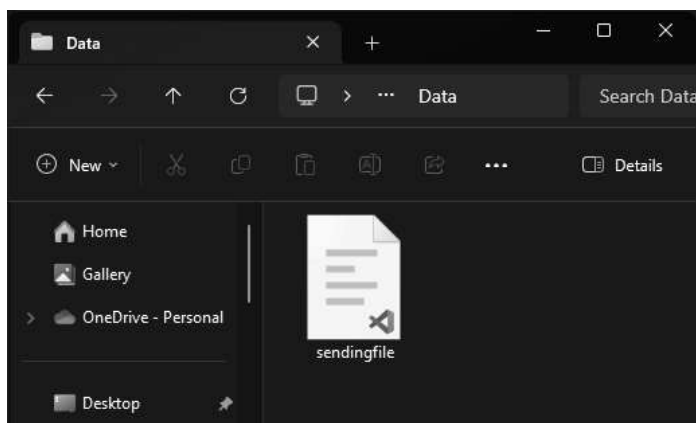 Data
Data
Search Data
New
Details
Home
Gallery
OneDrive - Personal
sendingfile
Desktop